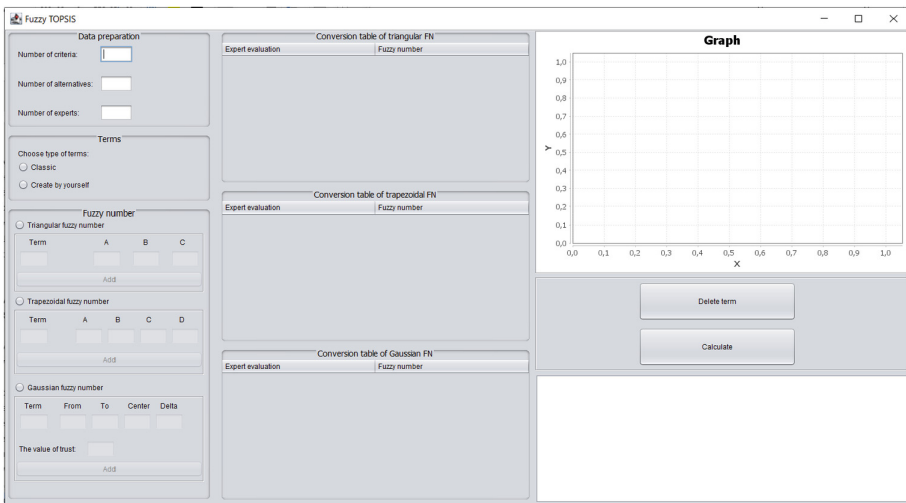 Fuzzy TOPSIS
Data preparation
Number of criteria:
Number of alternatives:
Number of experts:
Terms
Choose type of terms:
Classic
Create by yourself
Fuzzy number
Triangular fuzzy number
Term A B C
Add
Trapezoidal fuzzy number
Term A B C D
Add
Gaussian fuzzy number
Term From To Center Delta
The value of trust:
Add
Conversion table of triangular FN
Expert evaluation Fuzzy number
Conversion table of trapezoidal FN
Expert evaluation Fuzzy number
Conversion table of Gaussian FN
Expert evaluation Fuzzy number
Graph
1,0
0,9
0,8
0,7
0,6
0,5
0,4
0,3
0,2
0,1
0,0
Y
0,0 0,1 0,2 0,3 0,4 0,5 0,6 0,7 0,8 0,9 1,0
X
Delete term
Calculate